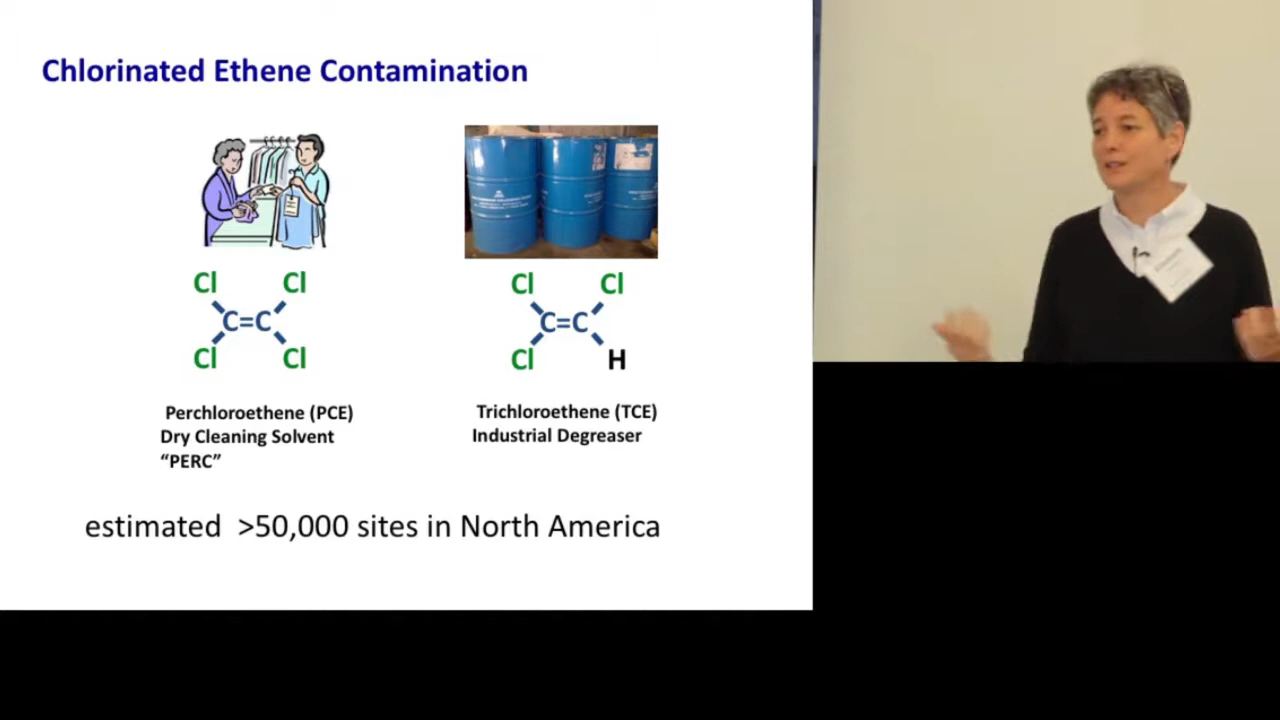 Chlorinated Ethene Contamination
Cl Cl
C=C
Cl Cl
Cl Cl
C=C
Cl H
Perchloroethene (PCE)
Dry Cleaning Solvent
“PERC”
Trichloroethene (TCE)
Industrial Degreaser
estimated >50,000 sites in North America